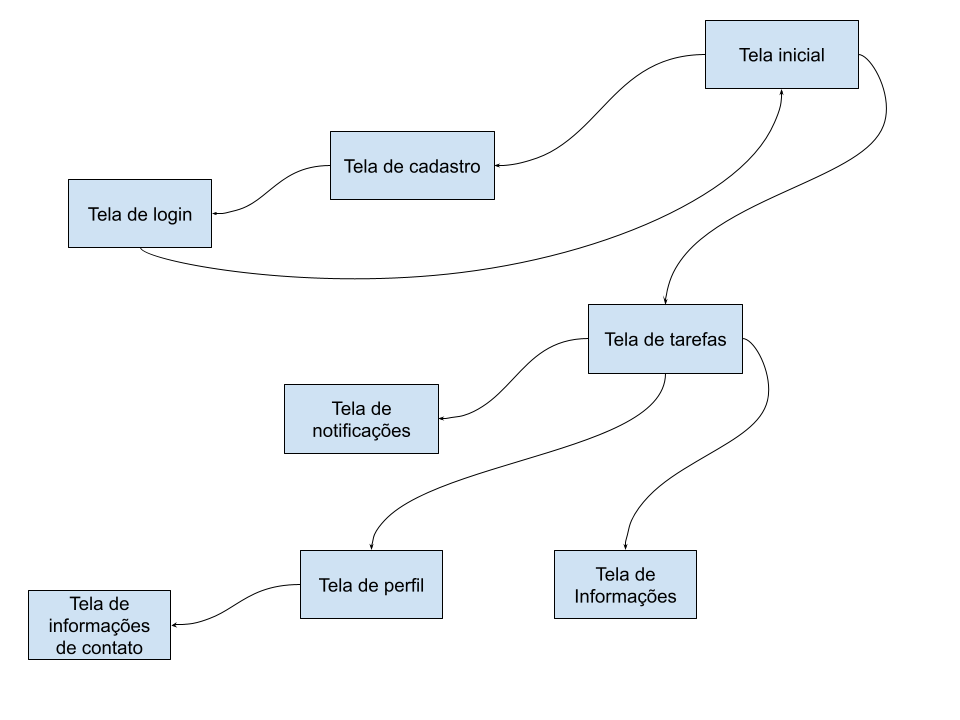 Tela inicial
Tela de cadastro
Tela de login
Tela de tarefas
Tela de
notificações
Tela de perfil
Tela de
Informações
Tela de
informações
de contato